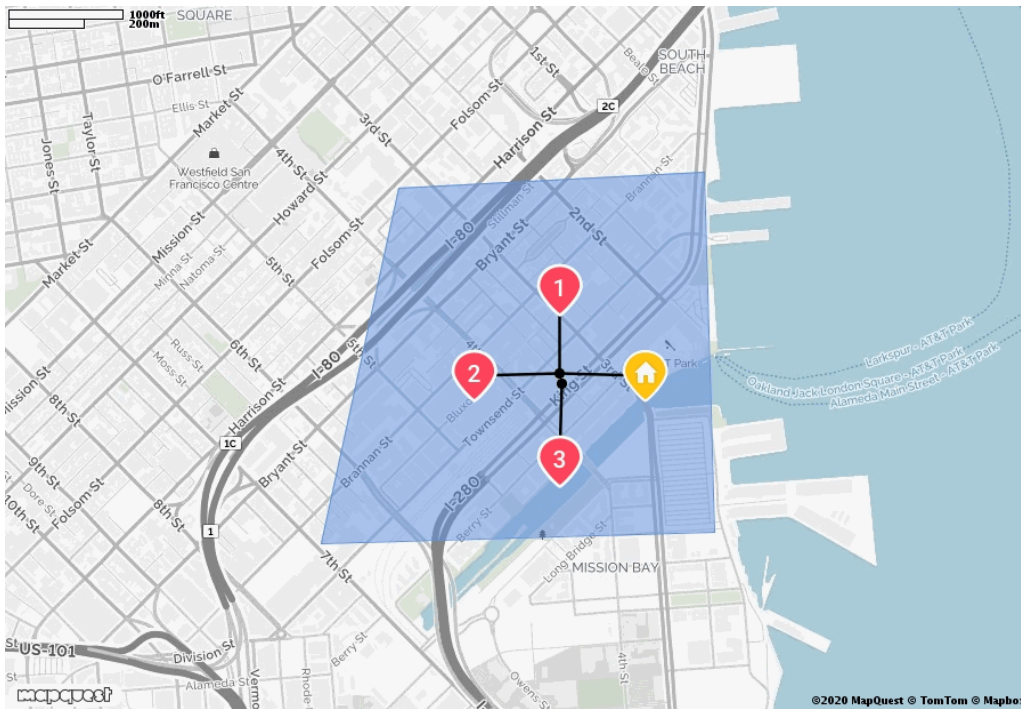 1000ft
200m
SQUARE
SOUTH
BEACH
O'Farrell St
Ellis St
Market St
Taylor St
Jones St
1st St
Beale St
Folsom St
2C
Harrison St
3rd St
4th St
Westfield San
Francisco Centre
Howard St
Mission St
Minna St
Natoma St
Folsom St
Market St
5th St
Stillman St
Brannan St
2nd St
I-80
Bryant St
1
Russ St
Moss St
6th St
5th St
I-80
2
3rd St
T Park
King St
Townsend St
Larkspur - AT&T Park
Oakland Jack London Square - AT&T Park
Alameda Main Street - AT&T Park
Mission St
8th St
Harrison St
1C
9th St
Folsom St
Dore St
10th St
Bryant St
Brannan St
3
8th St
1
I-280
Berry St
7th St
Long Bridge St
MISSION BAY
St
US-101
Division St
Alameda St
Berry St
Owens St
4th St
mapquest
©2020 MapQuest © TomTom © Mapbo